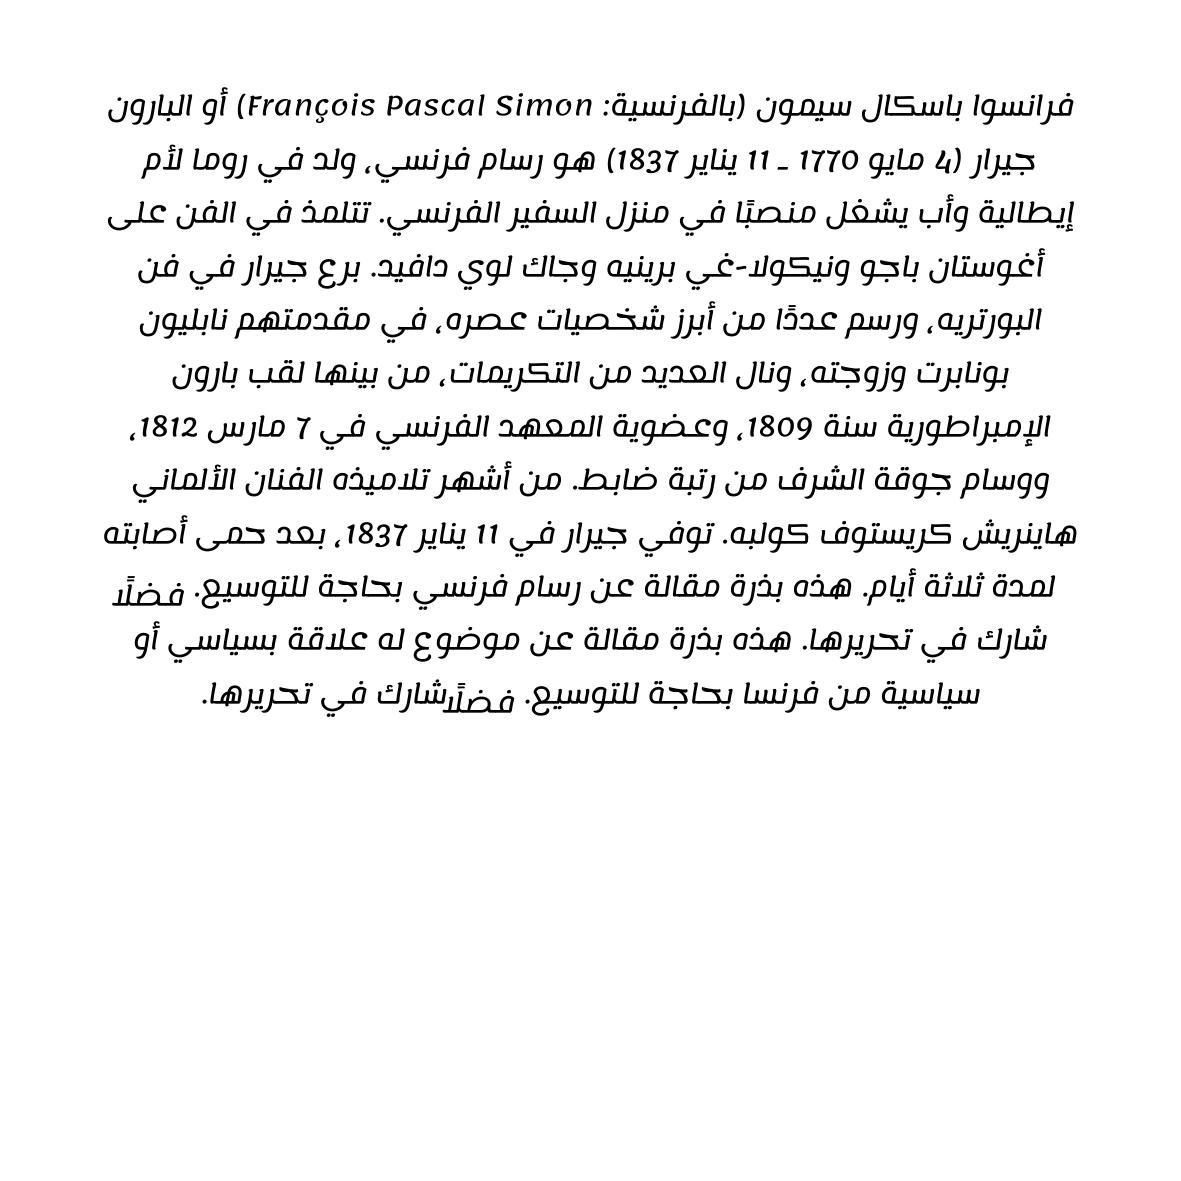 فرانسوا باسكال سيمون (بالفرنسية: François Pascal Simon) أو البارون
جيرار (4 مايو 1770 ـ 11 يناير 1837) هو رسام فرنسي، ولد في روما لأم
إيطالية وأب يشغل منصبًا في منزل السفير الفرنسي. تتلمذ في الفن على
أغوستان باجو ونيكولا-غي برينيه وجاك لوي دافيد. برع جيرار في فن
البورتريه، ورسم عددًا من أبرز شخصيات عصره، في مقدمتهم نابليون
بونابرت وزوجته، ونال العديد من التكريمات، من بينها لقب بارون
الإمبراطورية سنة 1809، وعضوية المعهد الفرنسي في 7 مارس 1812،
ووسام جوقة الشرف من رتبة ضابط. من أشهر تلاميذه الفنان الألماني
هاينريش كريستوف كولبه. توفي جيرار في 11 يناير 1837، بعد حمى أصابته
لمدة ثلاثة أيام. هذه بذرة مقالة عن رسام فرنسي بحاجة للتوسيع. فضلًا
شارك في تحريرها. هذه بذرة مقالة عن موضوع له علاقة بسياسي أو
سياسية من فرنسا بحاجة للتوسيع. فضلًاشارك في تحريرها.